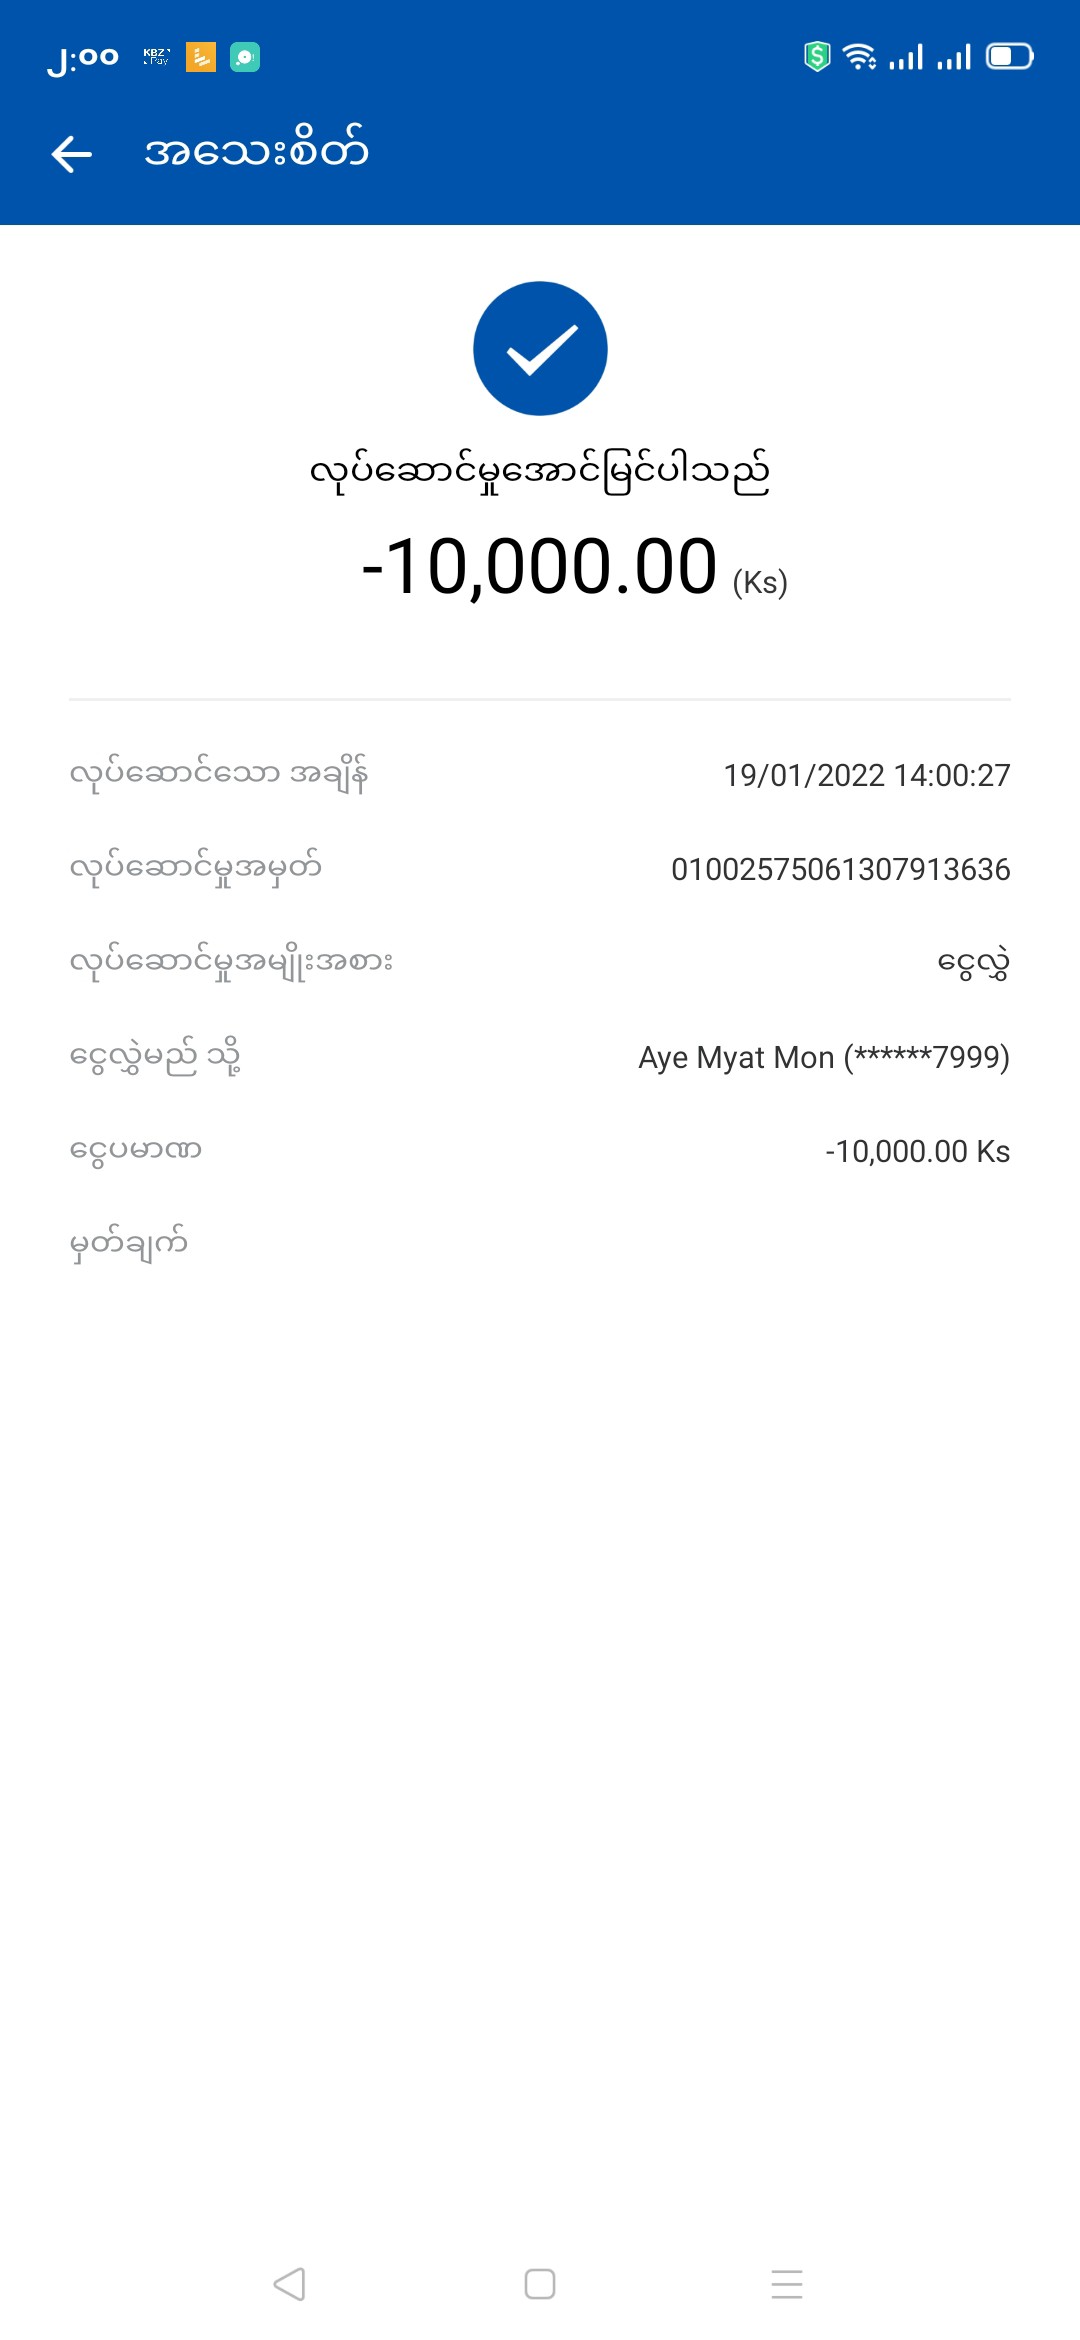 ၂:၀၀ KBZ Pay
အသေးစိတ်
လုပ်ဆောင်မှုအောင်မြင်ပါသည်
-10,000.00 (Ks)
လုပ်ဆောင်သော အချိန် 19/01/2022 14:00:27
လုပ်ဆောင်မှုအမှတ် 01002575061307913636
လုပ်ဆောင်မှုအမျိုးအစား ငွေလွှဲ
ငွေလွှဲမည် သို့ Aye Myat Mon (******7999)
ငွေပမာဏ -10,000.00 Ks
မှတ်ချက်